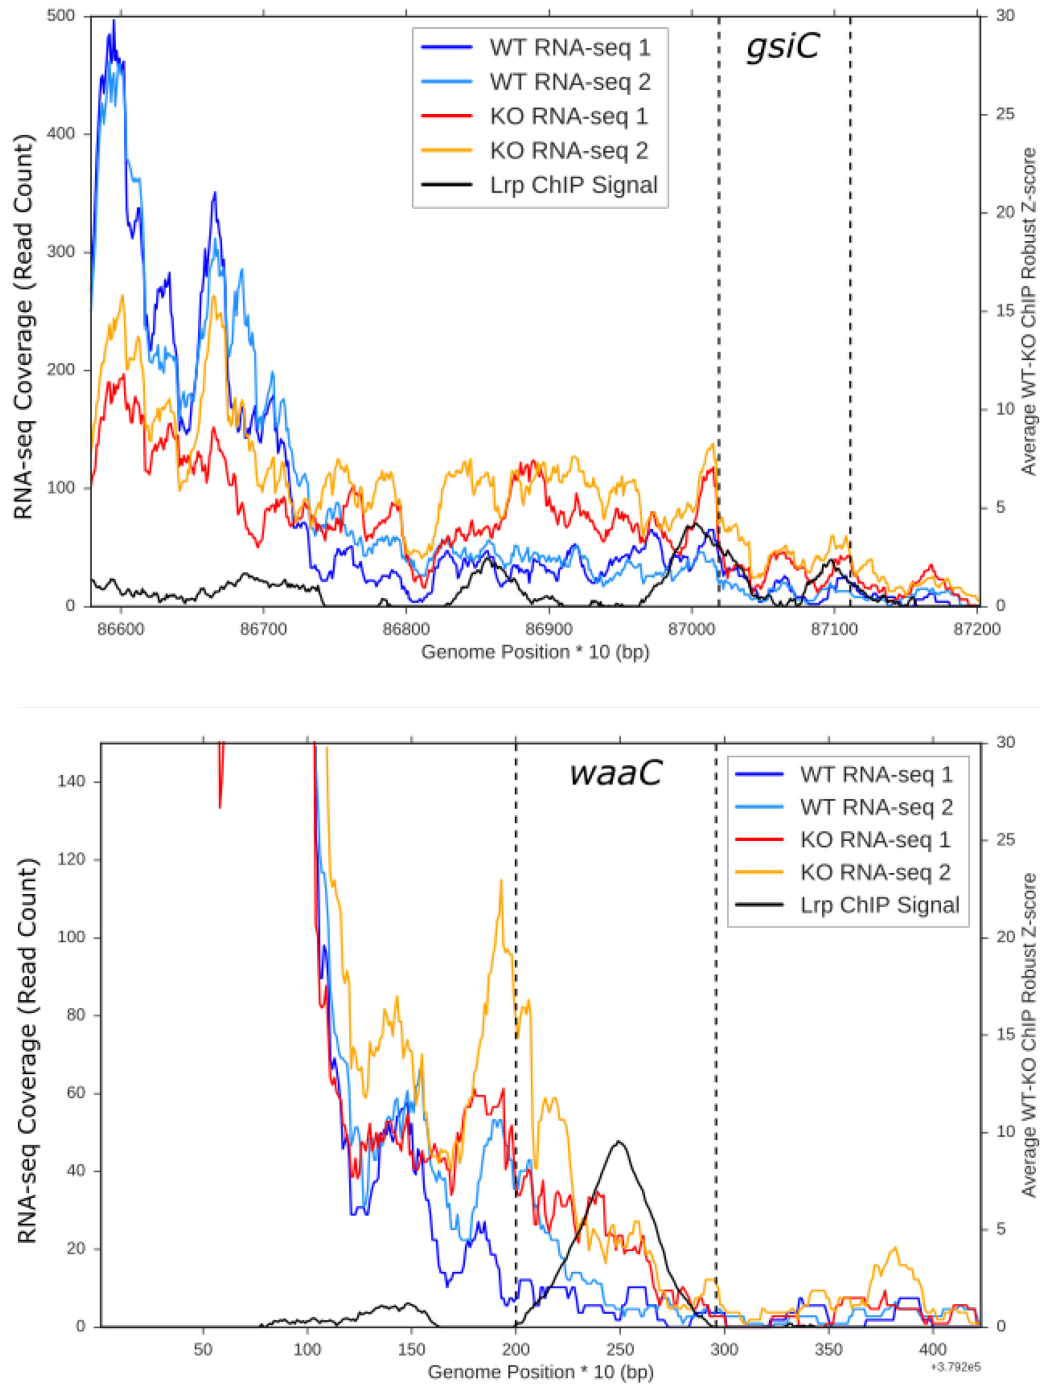 500
400
300
200
100
0
RNA-seq Coverage (Read Count)
WT RNA-seq 1
WT RNA-seq 2
KO RNA-seq 1
KO RNA-seq 2
Lrp ChIP Signal
gsiC
30
25
20
15
10
5
0
Average WT-KO ChIP Robust Z-score
86600 86700 86800 86900 87000 87100 87200
Genome Position * 10 (bp)
140
120
100
80
60
40
20
0
RNA-seq Coverage (Read Count)
waaC
WT RNA-seq 1
WT RNA-seq 2
KO RNA-seq 1
KO RNA-seq 2
Lrp ChIP Signal
30
25
20
15
10
5
0
Average WT-KO ChIP Robust Z-score
50 100 150 200 250 300 350 400
Genome Position * 10 (bp)
+3.792e5